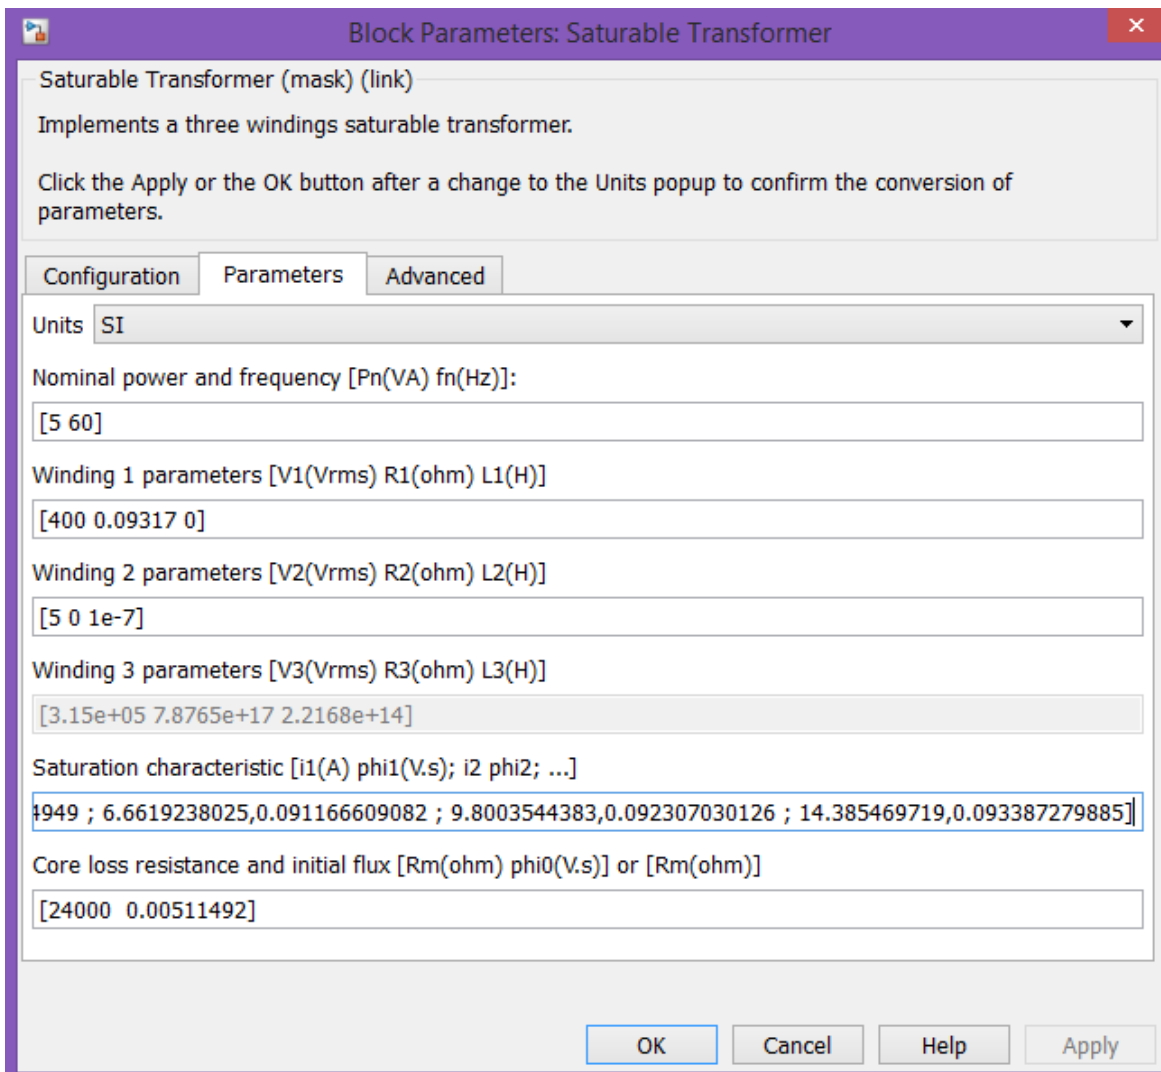 Block Parameters: Saturable Transformer
Saturable Transformer (mask) (link)
Implements a three windings saturable transformer.
Click the Apply or the OK button after a change to the Units popup to confirm the conversion of
parameters.
Configuration Parameters Advanced
Units SI
Nominal power and frequency [Pn(VA) fn(Hz)]:
[5 60]
Winding 1 parameters [V1(Vrms) R1(ohm) L1(H)]
[400 0.09317 0]
Winding 2 parameters [V2(Vrms) R2(ohm) L2(H)]
[5 0 1e-7]
Winding 3 parameters [V3(Vrms) R3(ohm) L3(H)]
[3.15e+05 7.8765e+17 2.2168e+14]
Saturation characteristic [i1(A) phi1(V.s); i2 phi2; ...]
4949 ; 6.6619238025,0.091166609082 ; 9.8003544383,0.092307030126 ; 14.385469719,0.093387279885]
Core loss resistance and initial flux [Rm(ohm) phi0(V.s)] or [Rm(ohm)]
[24000 0.00511492]
OK Cancel Help Apply